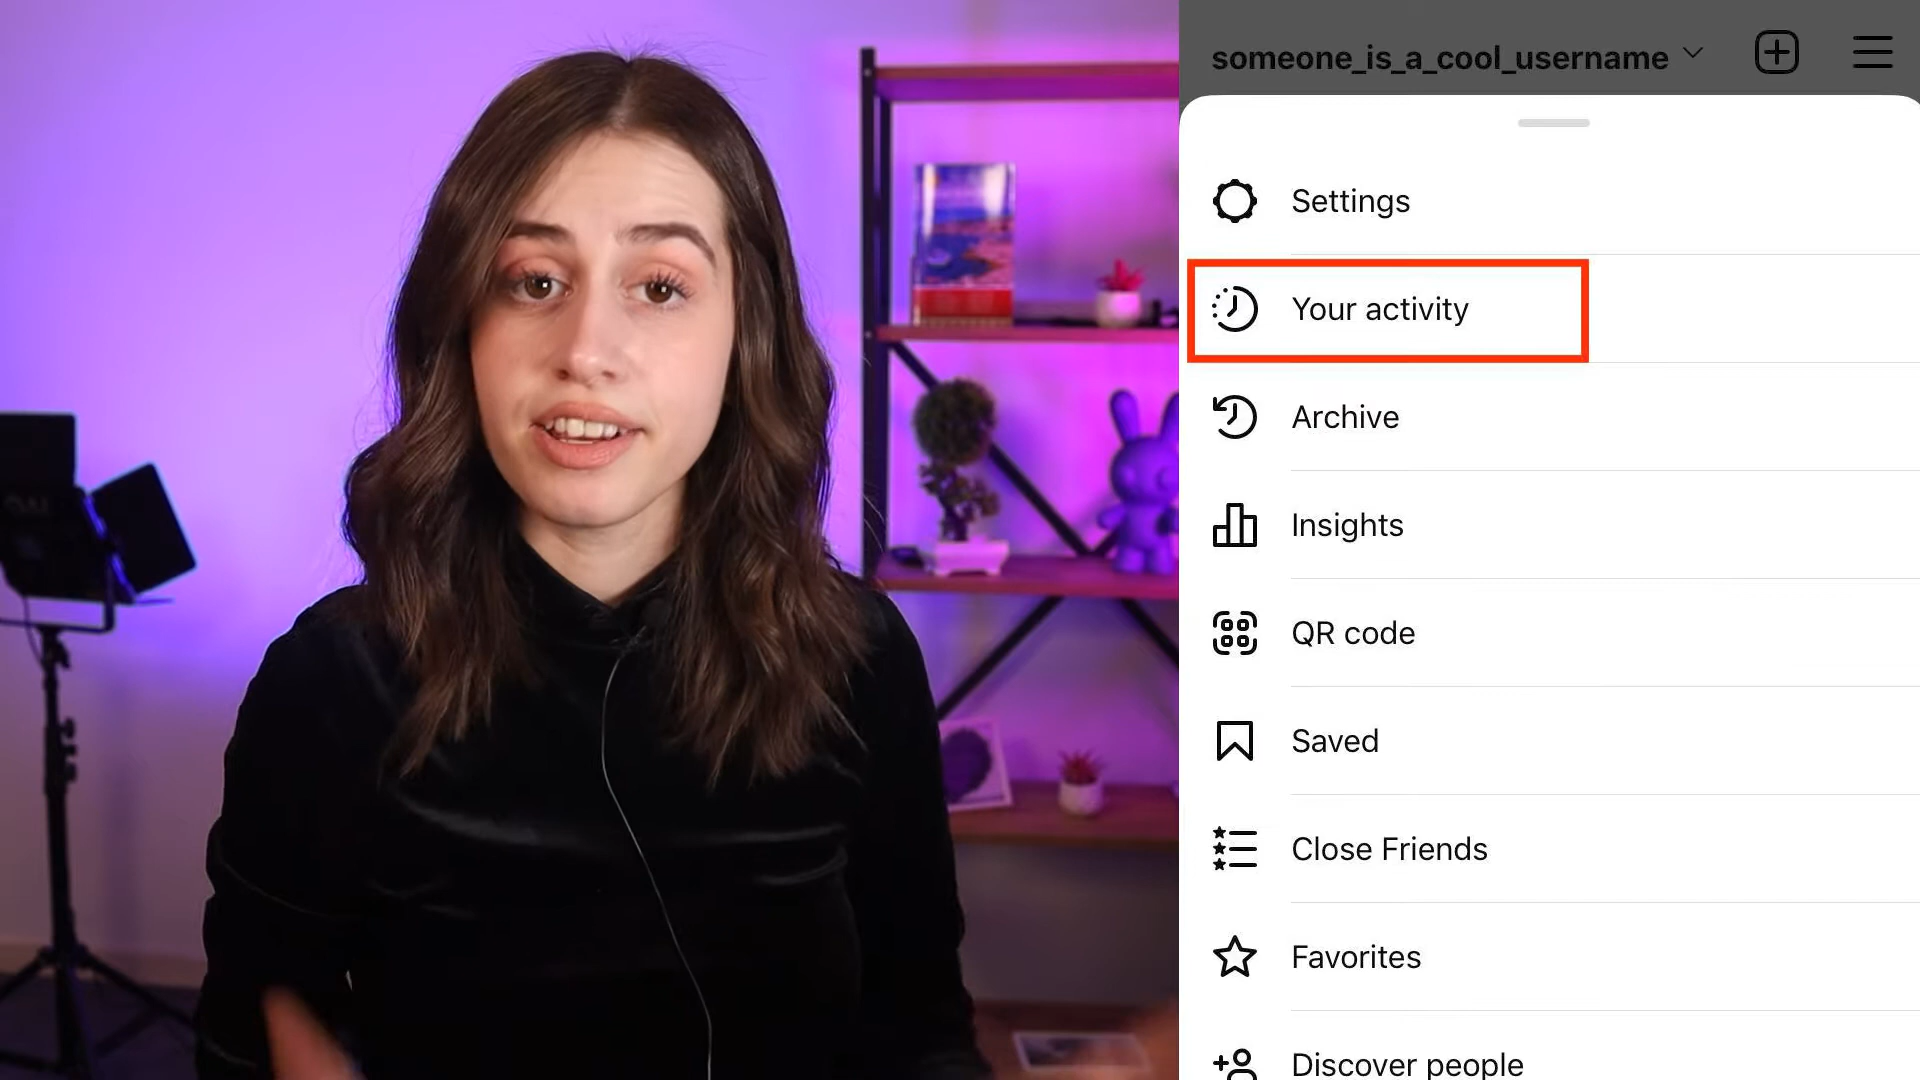 someone_is_a_cool_username
Settings
Your activity
Archive
Insights
QR code
Saved
Close Friends
Favorites
Discover people